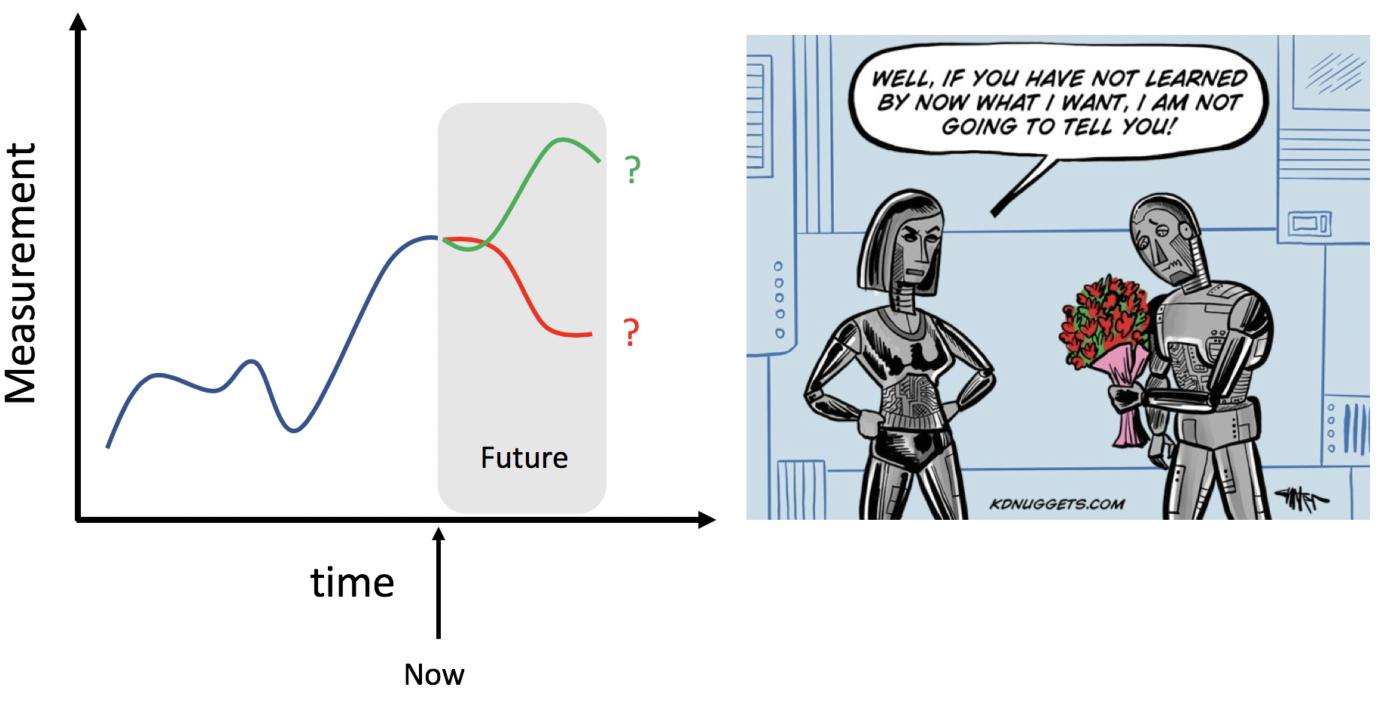 Measurement
?
?
Future
time
Now
WELL, IF YOU HAVE NOT LEARNED
BY NOW WHAT I WANT, I AM NOT
GOING TO TELL YOU!
KDNUGGETS.COM